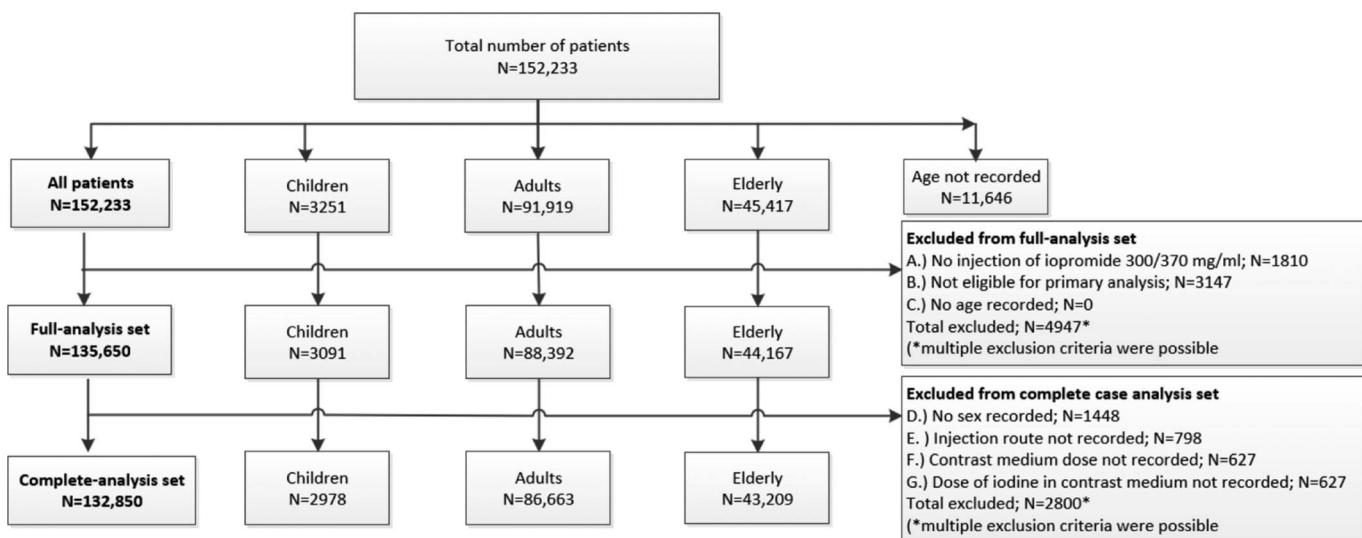 Total number of patients
N=152,233
All patients
N=152,233
Children
N=3251
Adults
N=91,919
Elderly
N=45,417
Age not recorded
N=11,646
Excluded from full-analysis set
A.) No injection of iopromide 300/370 mg/ml; N=1810
B.) Not eligible for primary analysis; N=3147
C.) No age recorded; N=0
Total excluded; N=4947*
(*multiple exclusion criteria were possible
Full-analysis set
N=135,650
Children
N=3091
Adults
N=88,392
Elderly
N=44,167
Excluded from complete case analysis set
D.) No sex recorded; N=1448
E. ) Injection route not recorded; N=798
F.) Contrast medium dose not recorded; N=627
G.) Dose of iodine in contrast medium not recorded; N=627
Total excluded; N=2800*
(*multiple exclusion criteria were possible
Complete-analysis set
N=132,850
Children
N=2978
Adults
N=86,663
Elderly
N=43,209